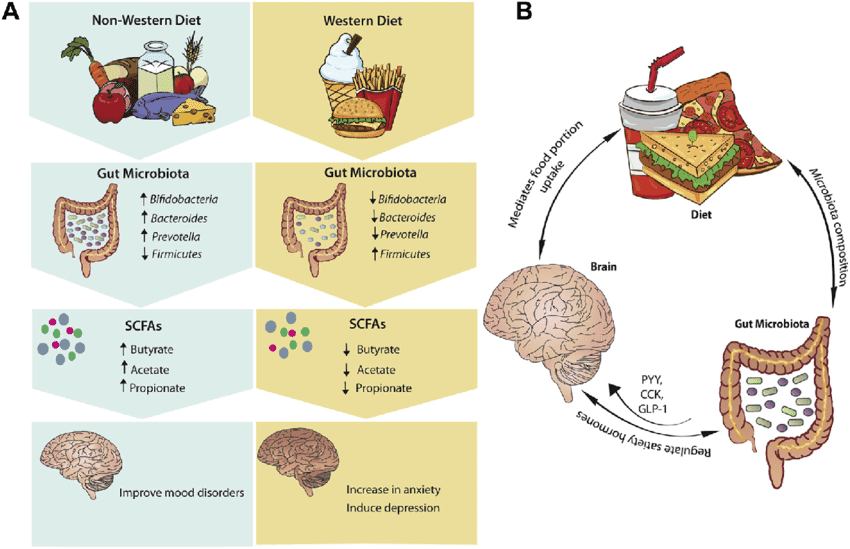 A
Non-Western Diet
Western Diet
Gut Microbiota
↑ Bifidobacteria
↑ Bacteroides
↑ Prevotella
↓ Firmicutes
Gut Microbiota
↓ Bifidobacteria
↓ Bacteroides
↓ Prevotella
↑ Firmicutes
SCFAs
↑ Butyrate
↑ Acetate
↑ Propionate
SCFAs
↓ Butyrate
↓ Acetate
↓ Propionate
Improve mood disorders
Increase in anxiety
Induce depression
B
Mediates food portion
uptake
Diet
Microbiota composition
Brain
Gut Microbiota
PYY,
CCK,
GLP-1
Regulate satiety hormones